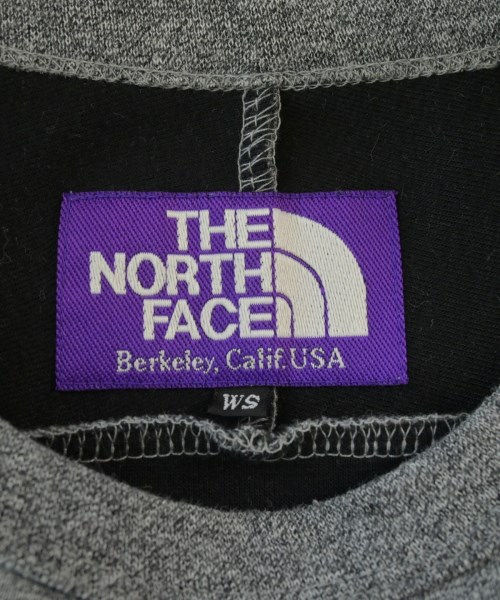 THE
NORTH
FACE
Berkeley, Calif. USA
WS